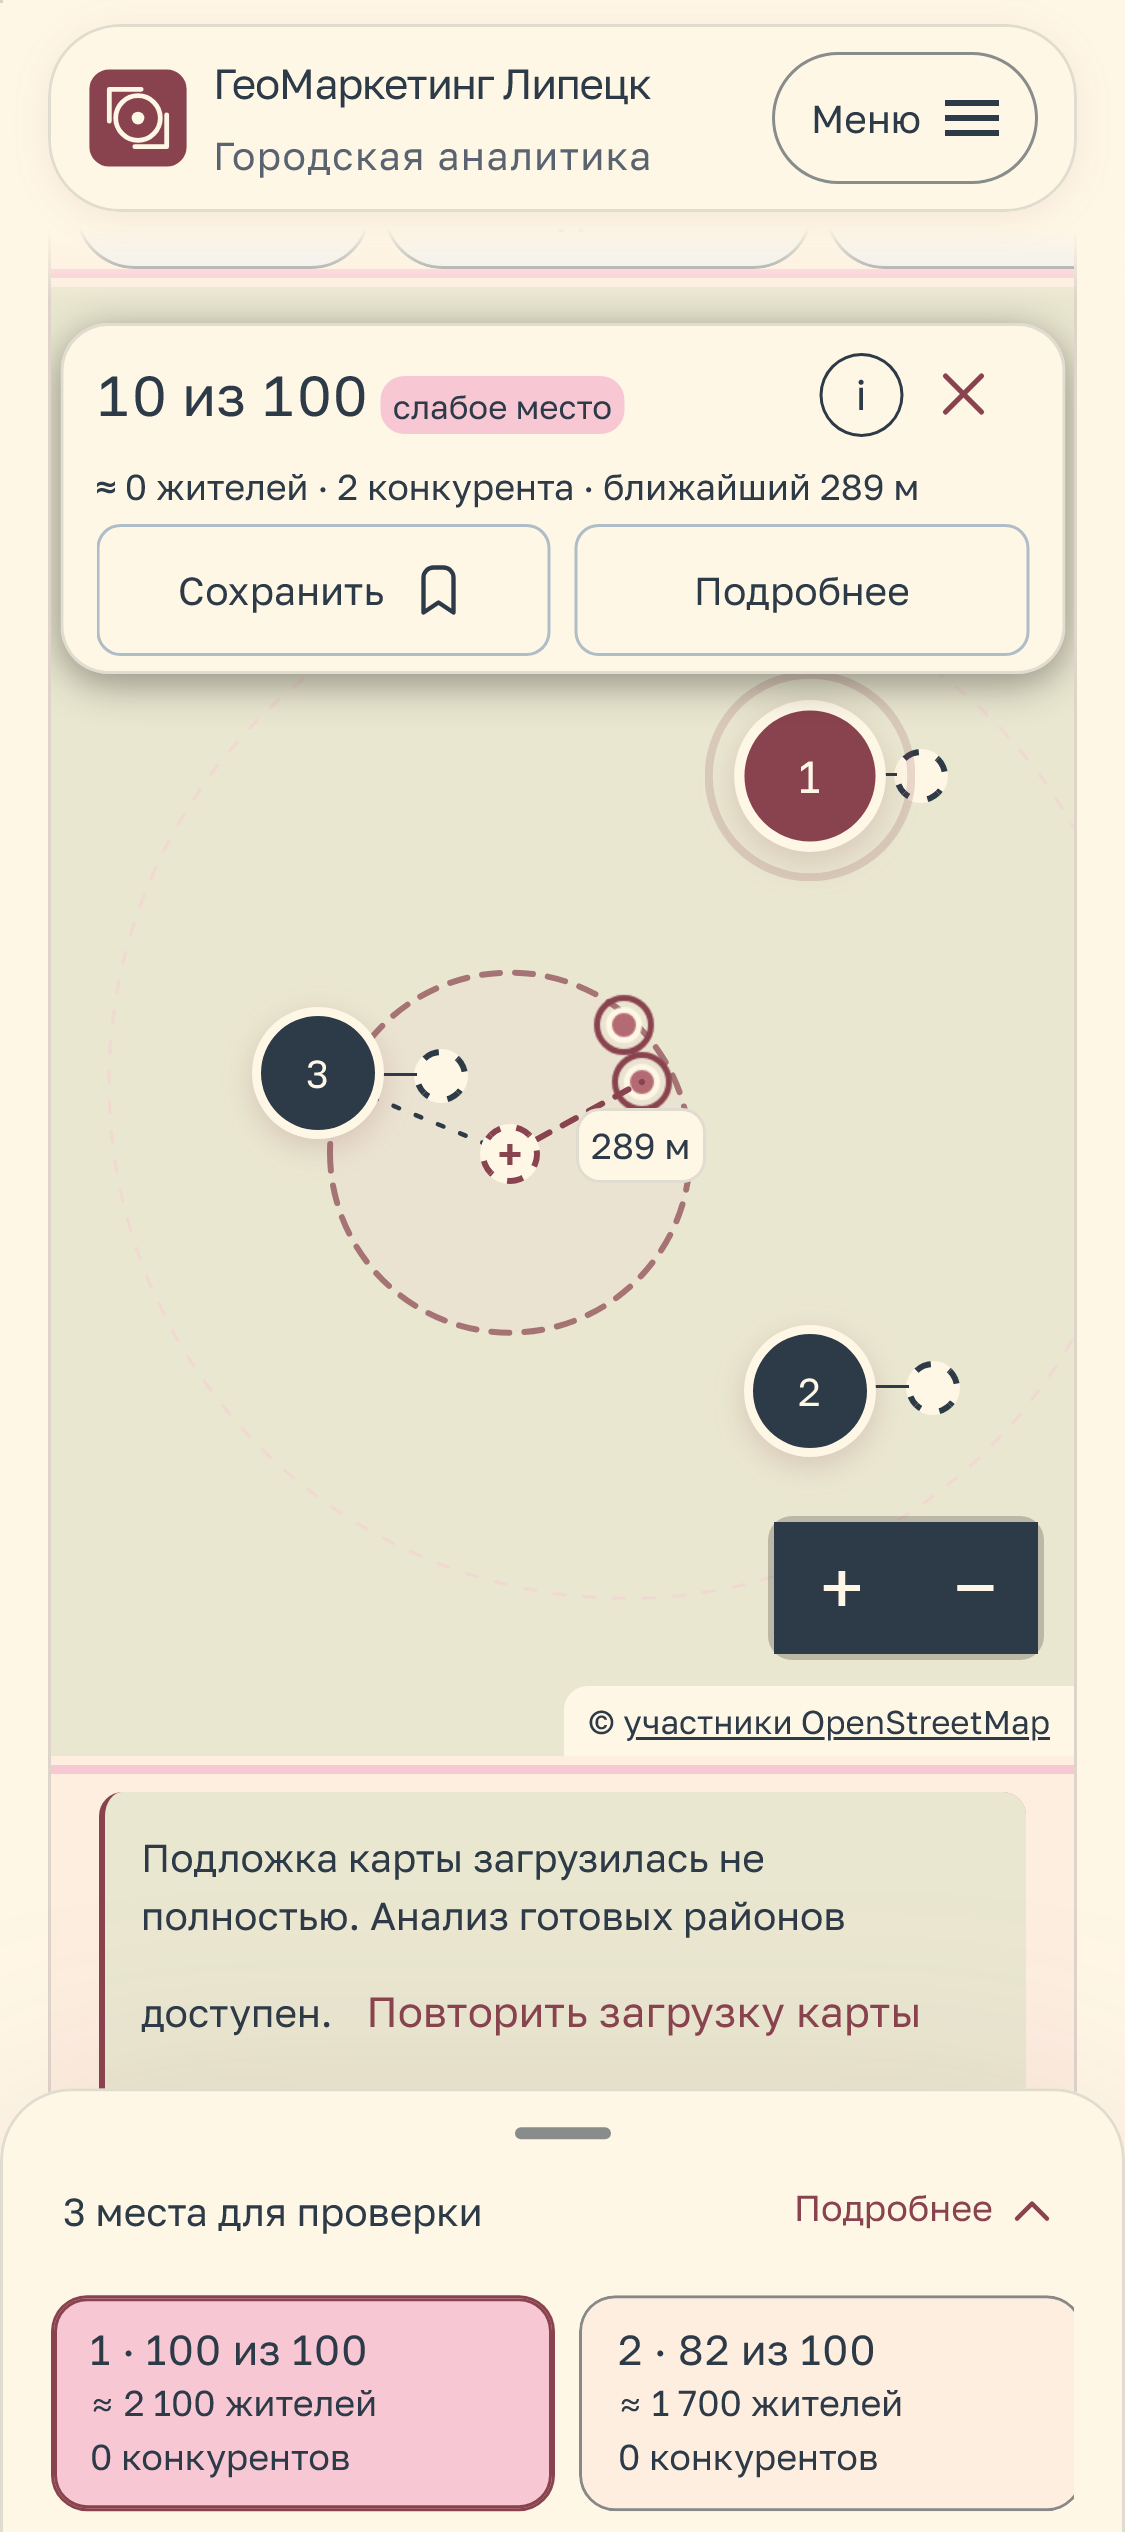 ГеоМаркетинг Липецк
Городская аналитика
Меню
10 из 100
слабое место
i
≈ 0 жителей · 2 конкурента · ближайший 289 м
Сохранить
Подробнее
1
3
+
289 м
2
+ −
© участники OpenStreetMap
Подложка карты загрузилась не
полностью. Анализ готовых районов
доступен. Повторить загрузку карты
3 места для проверки
Подробнее
1 · 100 из 100
≈ 2 100 жителей
0 конкурентов
2 · 82 из 100
≈ 1 700 жителей
0 конкурентов